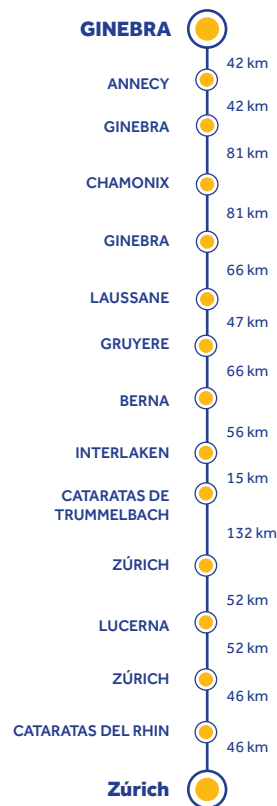 GINEBRA
42 km
ANNECY
42 km
GINEBRA
81 km
CHAMONIX
81 km
GINEBRA
66 km
LAUSSANE
47 km
GRUYERE
66 km
BERNA
56 km
INTERLAKEN
15 km
CATARATAS DE
TRUMMELBACH
132 km
ZÚRICH
52 km
LUCERNA
52 km
ZÚRICH
46 km
CATARATAS DEL RHIN
46 km
Zúrich